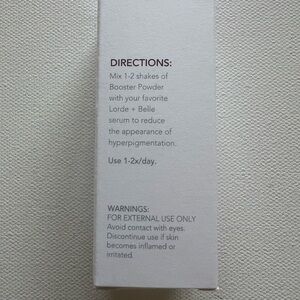 DIRECTIONS:
Mix 1-2 shakes of
Booster Powder
with your favorite
Lorde + Belle
serum to reduce
the appearance of
hyperpigmentation.
Use 1-2x/day.
WARNINGS:
FOR EXTERNAL USE ONLY
Avoid contact with eyes.
Discontinue use if skin
becomes inflamed or
irritated.